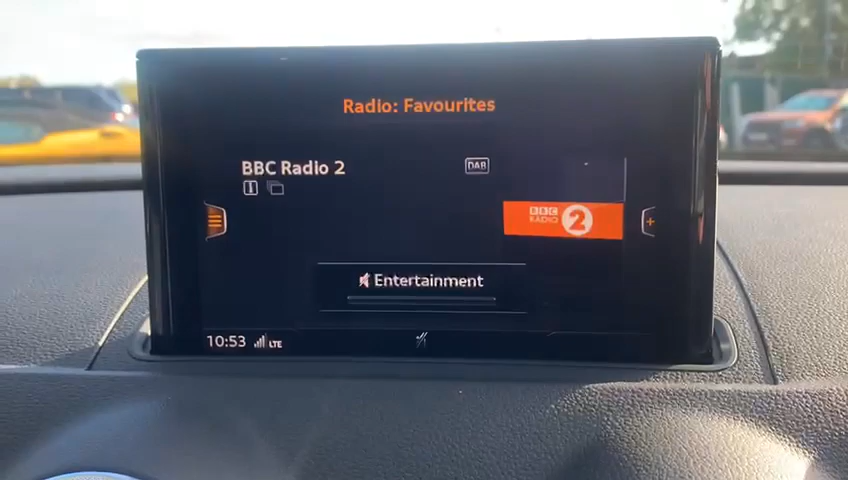 Radio: Favourites
BBC Radio 2
DAB
BBC
RADIO 2
Entertainment
10:53 LTE